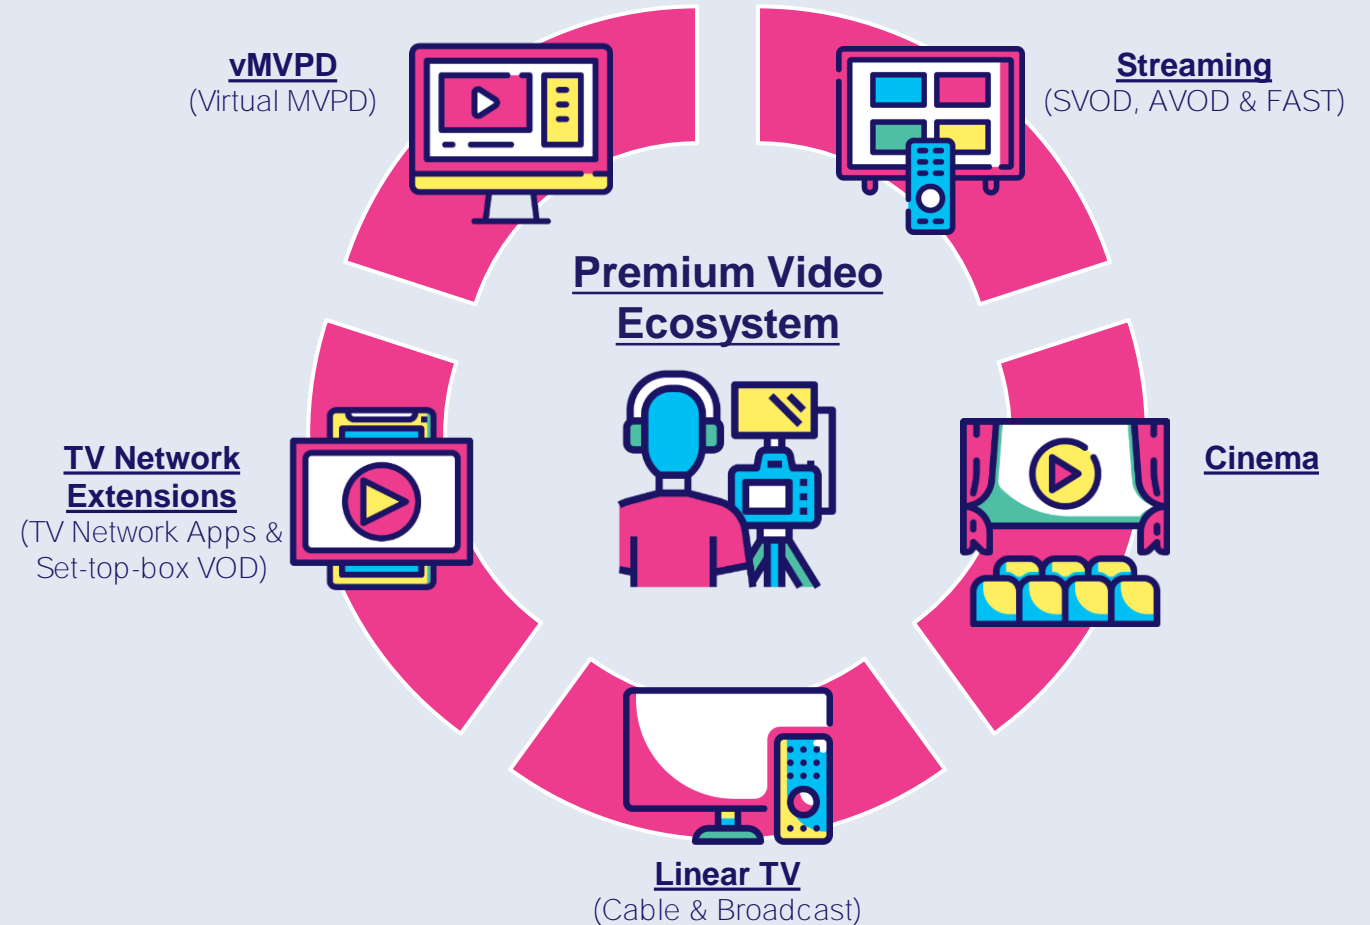 vMVPD
(Virtual MVPD)
Streaming
(SVOD, AVOD & FAST)
Premium Video
Ecosystem
TV Network
Extensions
(TV Network Apps &
Set-top-box VOD)
Cinema
Linear TV
(Cable & Broadcast)